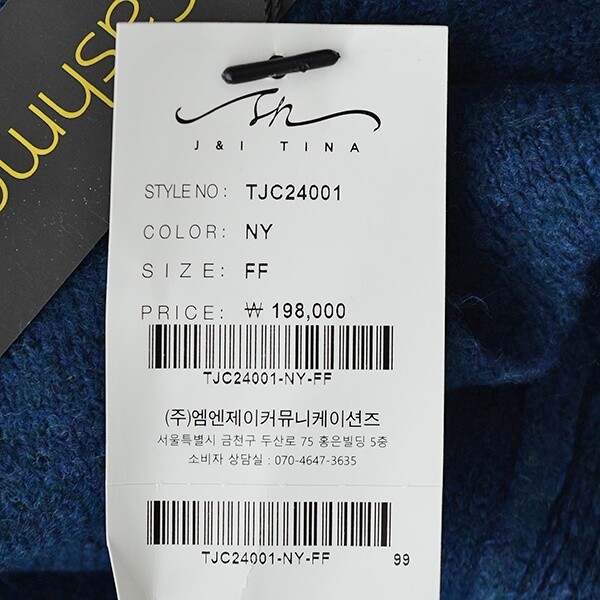 J & I TINA
STYLE NO : TJC24001
COLOR: NY
SIZE: FF
PRICE: ₩ 198,000
TJC24001-NY-FF
(주)엠엔제이커뮤니케이션즈
서울특별시 금천구 두산로 75 홍은빌딩 5층
소비자 상담실 : 070-4647-3635
TJC24001-NY-FF 99